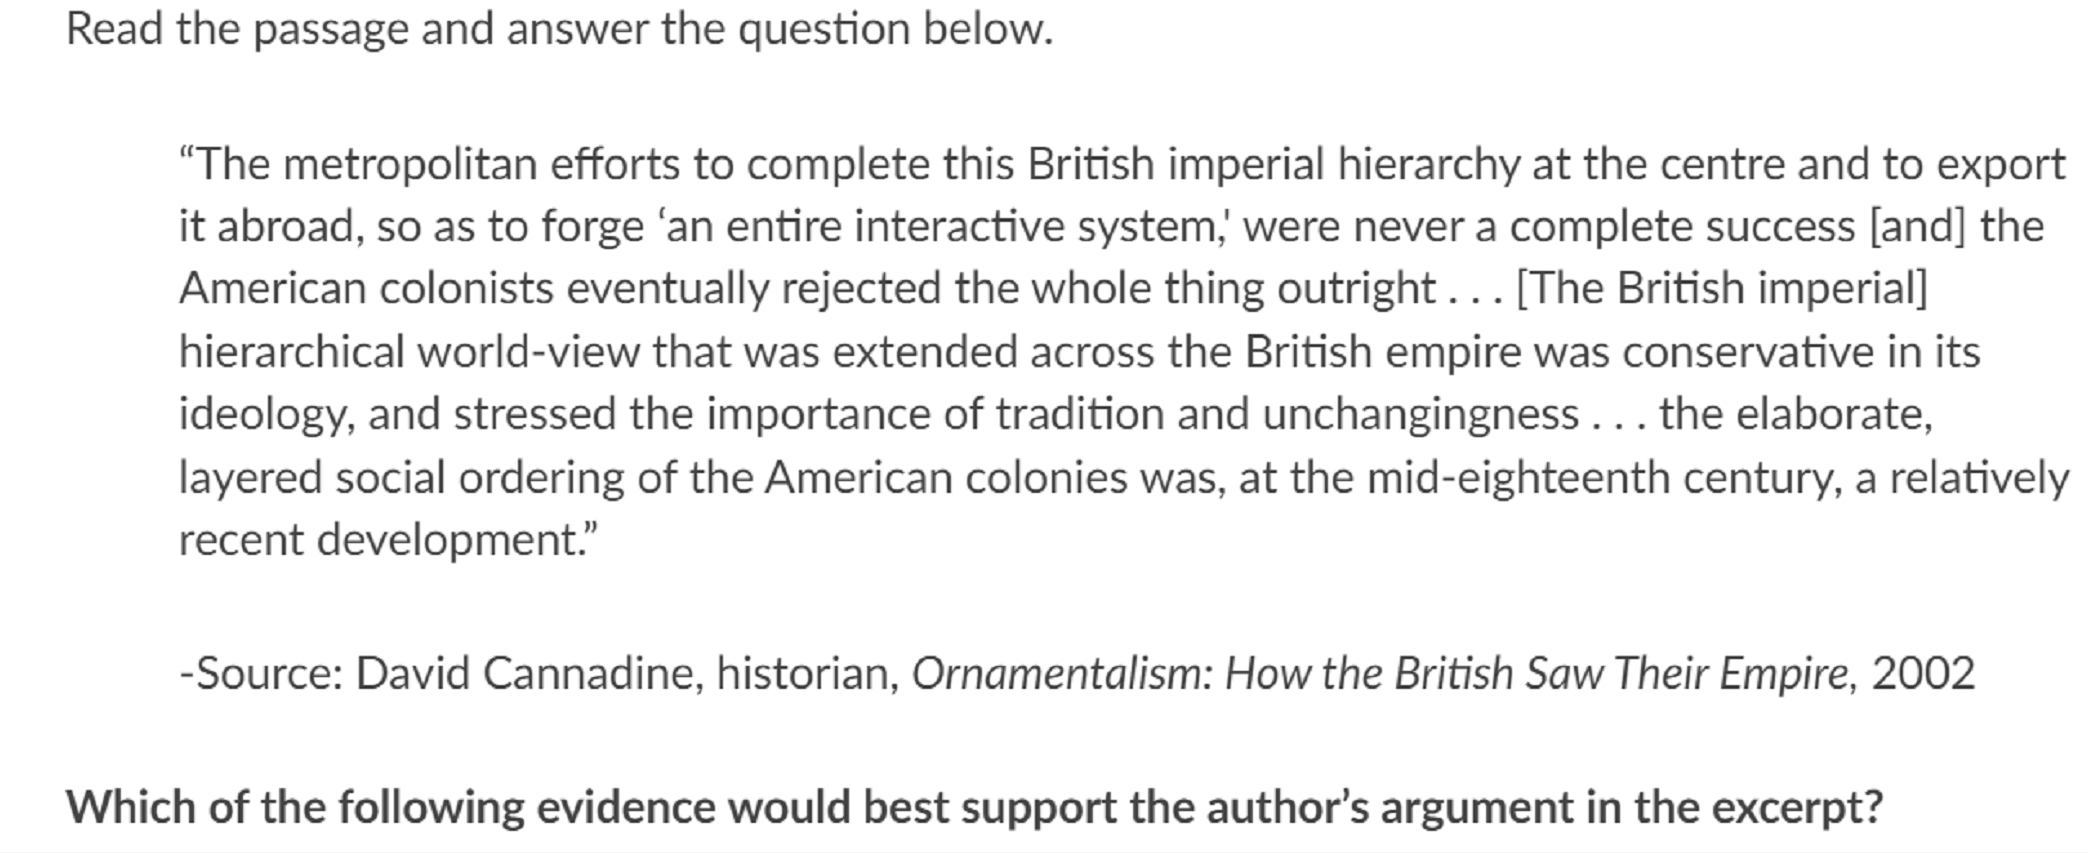 Read the passage and answer the question below.
“The metropolitan efforts to complete this British imperial hierarchy at the centre and to export
it abroad, so as to forge ‘an entire interactive system,' were never a complete success [and] the
American colonists eventually rejected the whole thing outright . . . [The British imperial]
hierarchical world-view that was extended across the British empire was conservative in its
ideology, and stressed the importance of tradition and unchangingness . . . the elaborate,
layered social ordering of the American colonies was, at the mid-eighteenth century, a relatively
recent development.”
-Source: David Cannadine, historian, Ornamentalism: How the British Saw Their Empire, 2002
Which of the following evidence would best support the author’s argument in the excerpt?